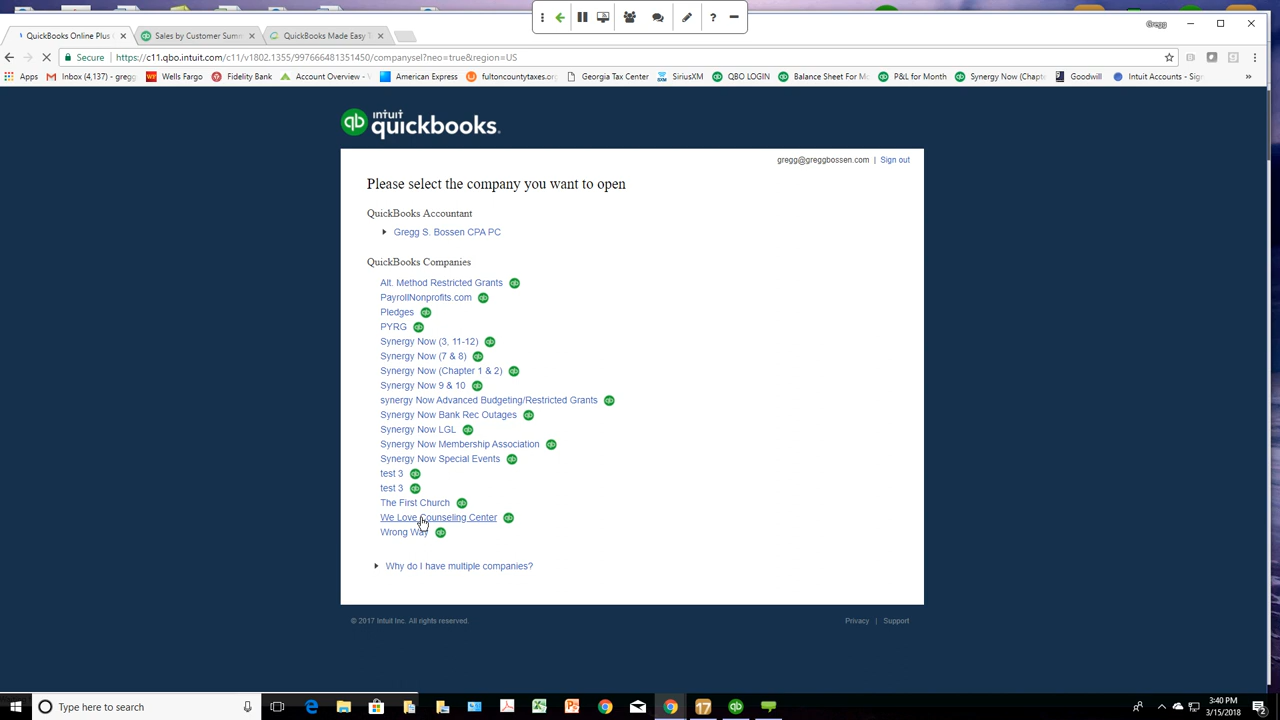 ?
Gregg
QuickBooks Online Plus
Sales by Customer Summ
QuickBooks Made Easy T
Secure
https://c11.qbo.intuit.com/c11/v1802.1355/997666481351450/companysel?neo=true&region=US
Apps
Inbox (4,137) - gregg
Wells Fargo
Fidelity Bank
Account Overview -
American Express
fultoncountytaxes.org
Georgia Tax Center
SiriusXM
QBO LOGIN
Balance Sheet For M
P&L for Month
Synergy Now (Chapt
Goodwill
Intuit Accounts - Sig
»
qb intuit
quickbooks.
gregg@greggbossen.com | Sign out
Please select the company you want to open
QuickBooks Accountant
Gregg S. Bossen CPA PC
QuickBooks Companies
Alt. Method Restricted Grants
PayrollNonprofits.com
Pledges
PYRG
Synergy Now (3, 11-12)
Synergy Now (7 & 8)
Synergy Now (Chapter 1 & 2)
Synergy Now 9 & 10
synergy Now Advanced Budgeting/Restricted Grants
Synergy Now Bank Rec Outages
Synergy Now LGL
Synergy Now Membership Association
Synergy Now Special Events
test 3
test 3
The First Church
We Love Counseling Center
Wrong Way
Why do I have multiple companies?
© 2017 Intuit Inc. All rights reserved.
Privacy | Support
Type here to search
17
3:40 PM
3/15/2018